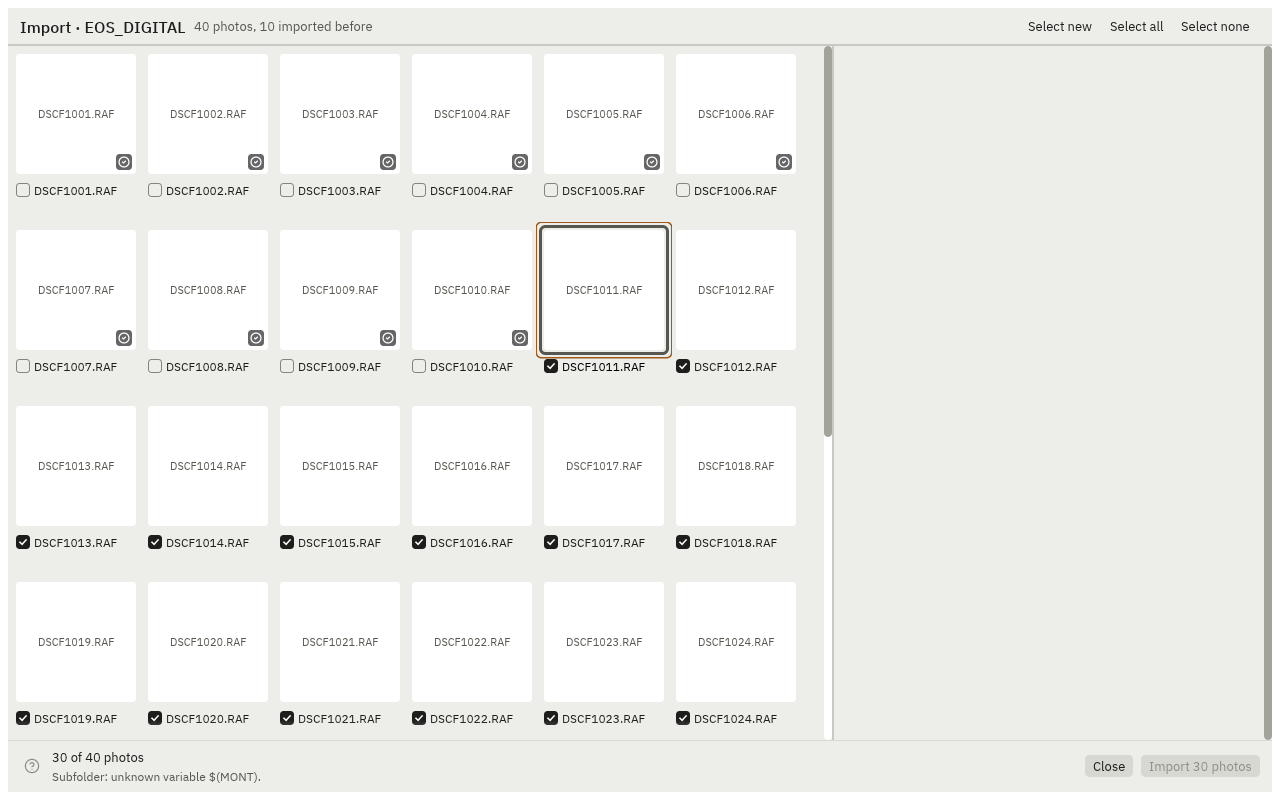 Import · EOS_DIGITAL 40 photos, 10 imported before Select new Select all Select none
DSCF1001.RAF DSCF1002.RAF DSCF1003.RAF DSCF1004.RAF DSCF1005.RAF DSCF1006.RAF
DSCF1001.RAF DSCF1002.RAF DSCF1003.RAF DSCF1004.RAF DSCF1005.RAF DSCF1006.RAF
DSCF1007.RAF DSCF1008.RAF DSCF1009.RAF DSCF1010.RAF DSCF1011.RAF DSCF1012.RAF
DSCF1007.RAF DSCF1008.RAF DSCF1009.RAF DSCF1010.RAF DSCF1011.RAF DSCF1012.RAF
DSCF1013.RAF DSCF1014.RAF DSCF1015.RAF DSCF1016.RAF DSCF1017.RAF DSCF1018.RAF
DSCF1013.RAF DSCF1014.RAF DSCF1015.RAF DSCF1016.RAF DSCF1017.RAF DSCF1018.RAF
DSCF1019.RAF DSCF1020.RAF DSCF1021.RAF DSCF1022.RAF DSCF1023.RAF DSCF1024.RAF
DSCF1019.RAF DSCF1020.RAF DSCF1021.RAF DSCF1022.RAF DSCF1023.RAF DSCF1024.RAF
30 of 40 photos
Subfolder: unknown variable $(MONT).
Close Import 30 photos